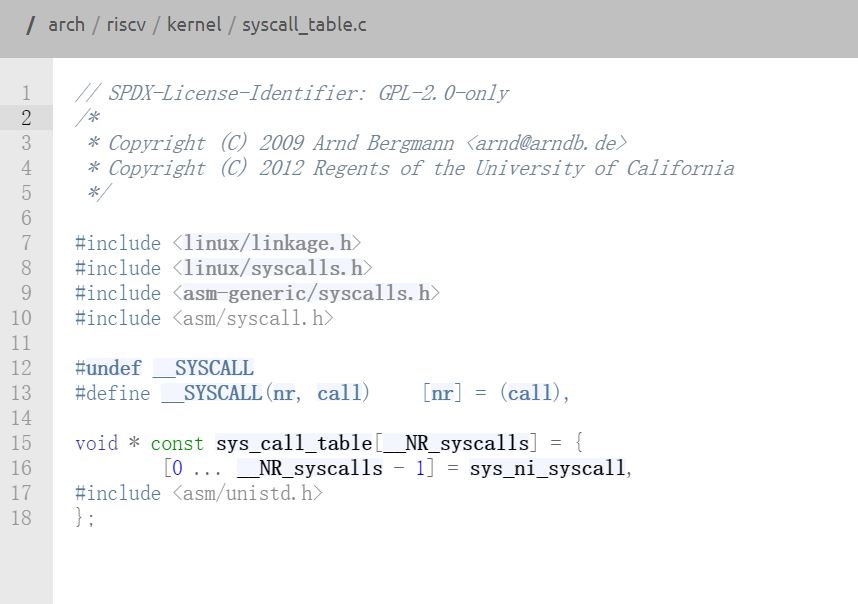 / arch / riscv / kernel / syscall_table.c
1 // SPDX-License-Identifier: GPL-2.0-only
2 /*
3  * Copyright (C) 2009 Arnd Bergmann <arnd@arndb.de>
4  * Copyright (C) 2012 Regents of the University of California
5  */
6
7 #include <linux/linkage.h>
8 #include <linux/syscalls.h>
9 #include <asm-generic/syscalls.h>
10 #include <asm/syscall.h>
11
12 #undef __SYSCALL
13 #define __SYSCALL(nr, call)     [nr] = (call),
14
15 void * const sys_call_table[__NR_syscalls] = {
16         [0 ... __NR_syscalls - 1] = sys_ni_syscall,
17 #include <asm/unistd.h>
18 };